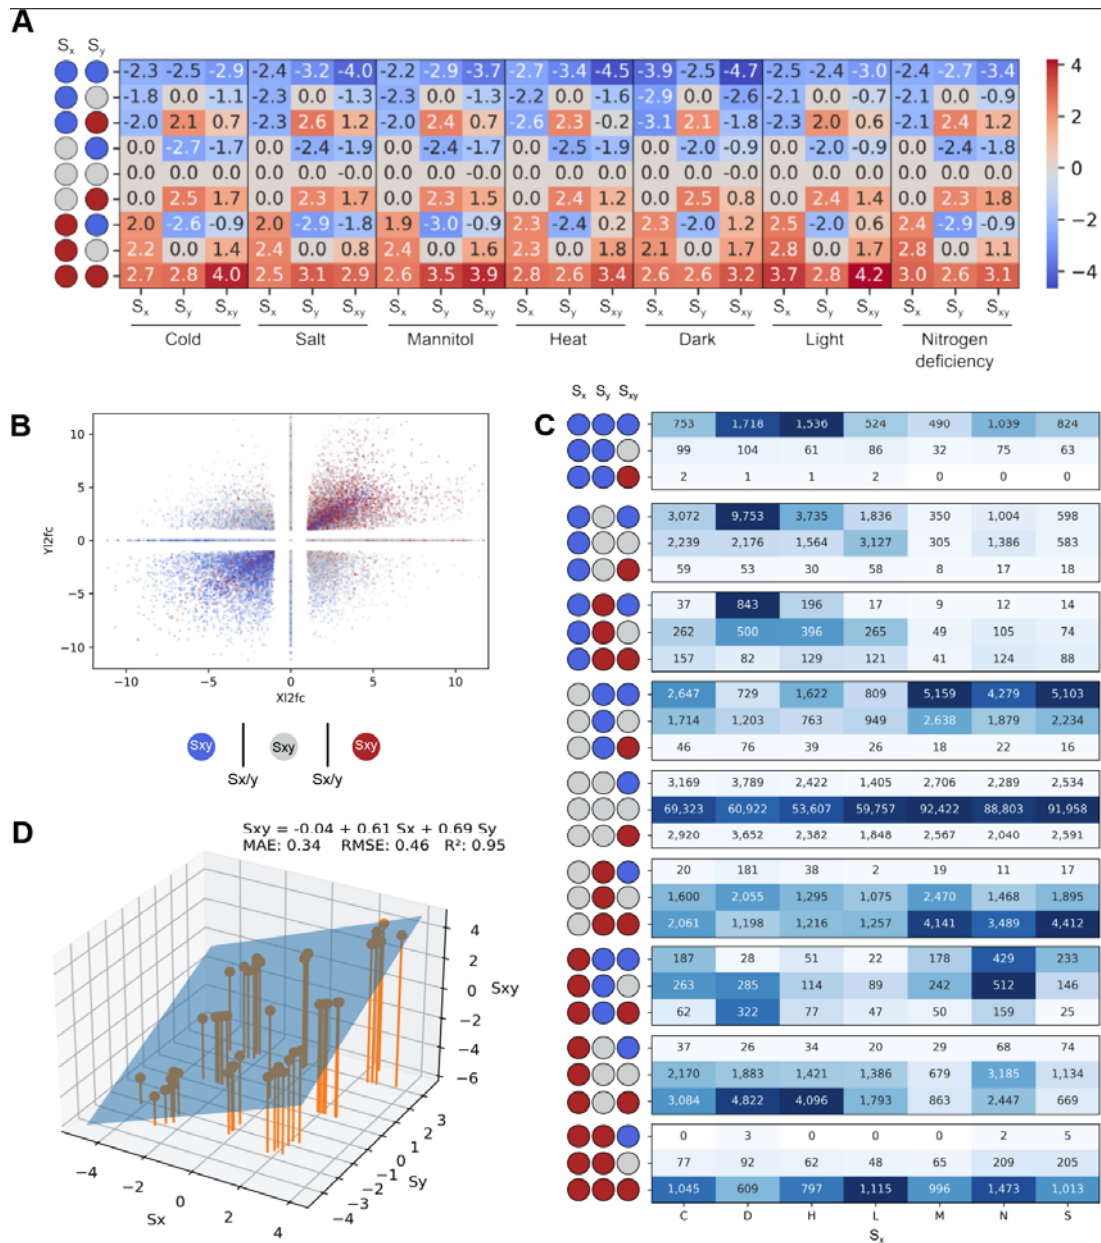 A
Sx Sy
-2.3 -2.5 -2.9 -2.4 -3.2 -4.0 -2.2 -2.9 -3.7 -2.7 -3.4 -4.5 -3.9 -2.5 -4.7 -2.5 -2.4 -3.0 -2.4 -2.7 -3.4
-1.8 0.0 -1.1 -2.3 0.0 -1.3 -2.3 0.0 -1.3 -2.2 0.0 -1.6 -2.9 0.0 -2.6 -2.1 0.0 -0.7 -2.1 0.0 -0.9
-2.0 2.1 0.7 -2.3 2.6 1.2 -2.0 2.4 0.7 -2.6 2.3 -0.2 -3.1 2.1 -1.8 -2.3 2.0 0.6 -2.1 2.4 1.2
0.0 -2.7 -1.7 0.0 -2.4 -1.9 0.0 -2.4 -1.7 0.0 -2.5 -1.9 0.0 -2.0 -0.9 0.0 -2.0 -0.9 0.0 -2.4 -1.8
0.0 0.0 0.0 0.0 0.0 -0.0 0.0 0.0 -0.0 0.0 0.0 0.0 0.0 0.0 -0.0 0.0 0.0 0.0 0.0 0.0 0.0
0.0 2.5 1.7 0.0 2.3 1.7 0.0 2.3 1.5 0.0 2.4 1.2 0.0 2.5 0.8 0.0 2.4 1.4 0.0 2.3 1.8
2.0 -2.6 -0.9 2.0 -2.9 -1.8 1.9 -3.0 -0.9 2.3 -2.4 0.2 2.3 -2.0 1.2 2.5 -2.0 0.6 2.4 -2.9 -0.9
2.2 0.0 1.4 2.4 0.0 0.8 2.4 0.0 1.6 2.3 0.0 1.8 2.1 0.0 1.7 2.8 0.0 1.7 2.8 0.0 1.1
2.7 2.8 4.0 2.5 3.1 2.9 2.6 3.5 3.9 2.8 2.6 3.4 2.6 2.6 3.2 3.7 2.8 4.2 3.0 2.6 3.1
Sx Sy Sxy Sx Sy Sxy Sx Sy Sxy Sx Sy Sxy Sx Sy Sxy Sx Sy Sxy Sx Sy Sxy
Cold Salt Mannitol Heat Dark Light Nitrogen
deficiency
4
2
0
−2
−4
B
10
5
0
−5
−10
Yl2fc
−10 −5 0 5 10
Xl2fc
Sxy Sxy Sxy
Sx/y Sx/y
C
Sx Sy Sxy
753 1,718 1,536 524 490 1,039 824
99 104 61 86 32 75 63
2 1 1 2 0 0 0
3,072 9,753 3,735 1,836 350 1,004 598
2,239 2,176 1,564 3,127 305 1,386 583
59 53 30 58 8 17 18
37 843 196 17 9 12 14
262 500 396 265 49 105 74
157 82 129 121 41 124 88
2,647 729 1,622 809 5,159 4,279 5,103
1,714 1,203 763 949 2,638 1,879 2,234
46 76 39 26 18 22 16
3,169 3,789 2,422 1,405 2,706 2,289 2,534
69,323 60,922 53,607 59,757 92,422 88,803 91,958
2,920 3,652 2,382 1,848 2,567 2,040 2,591
20 181 38 2 19 11 17
1,600 2,055 1,295 1,075 2,470 1,468 1,895
2,061 1,198 1,216 1,257 4,141 3,489 4,412
187 28 51 22 178 429 233
263 285 114 89 242 512 146
62 322 77 47 50 159 25
37 26 34 20 29 68 74
2,170 1,883 1,421 1,386 679 3,185 1,134
3,084 4,822 4,096 1,793 863 2,447 669
0 3 0 0 0 2 5
77 92 62 48 65 209 205
1,045 609 797 1,115 996 1,473 1,013
C D H L M N S
Sx
D
Sxy = -0.04 + 0.61 Sx + 0.69 Sy
MAE: 0.34 RMSE: 0.46 R²: 0.95
4
2
0
−2
−4
−6
Sxy
3
2
1
0
−1
−2
−3
−4
Sy
−4
−2
0
2
4
Sx